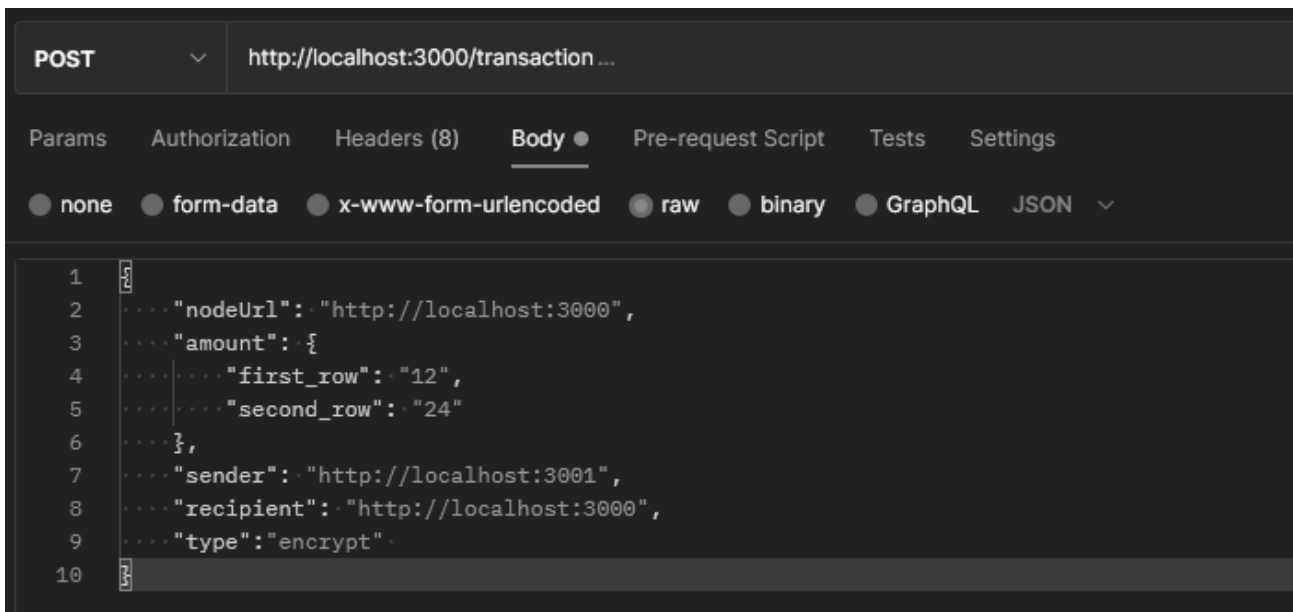 POST http://localhost:3000/transaction ...
Params Authorization Headers (8) Body Pre-request Script Tests Settings
none form-data x-www-form-urlencoded raw binary GraphQL JSON
1 {
2 "nodeUrl": "http://localhost:3000",
3 "amount": {
4 "first_row": "12",
5 "second_row": "24"
6 },
7 "sender": "http://localhost:3001",
8 "recipient": "http://localhost:3000",
9 "type":"encrypt"
10 }